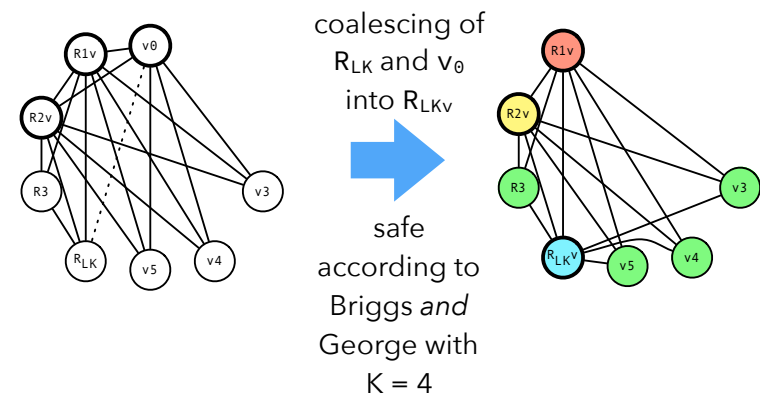 R1v
v0
R2v
R3
v3
RLK
v5
v4
coalescing of
RLK and v0
into RLKv
safe
according to
Briggs and
George with
K = 4
R1v
R2v
R3
v3
RLKv
v5
v4